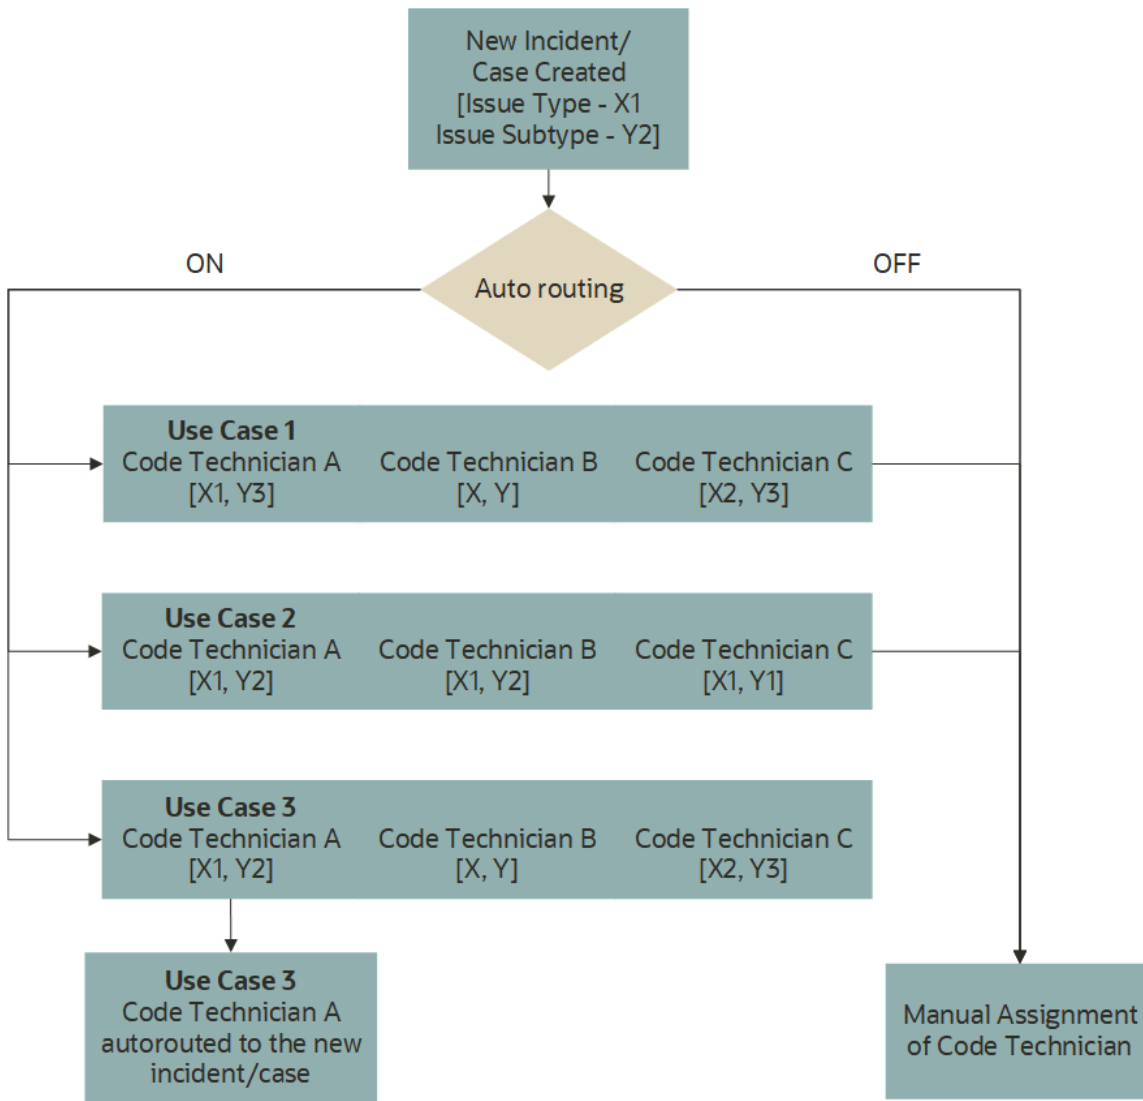 New Incident/
Case Created
[Issue Type - X1
Issue Subtype - Y2]
ON
OFF
Auto routing
Use Case 1
Code Technician A
[X1, Y3]
Code Technician B
[X, Y]
Code Technician C
[X2, Y3]
Use Case 2
Code Technician A
[X1, Y2]
Code Technician B
[X1, Y2]
Code Technician C
[X1, Y1]
Use Case 3
Code Technician A
[X1, Y2]
Code Technician B
[X, Y]
Code Technician C
[X2, Y3]
Use Case 3
Code Technician A
autorouted to the new
incident/case
Manual Assignment
of Code Technician